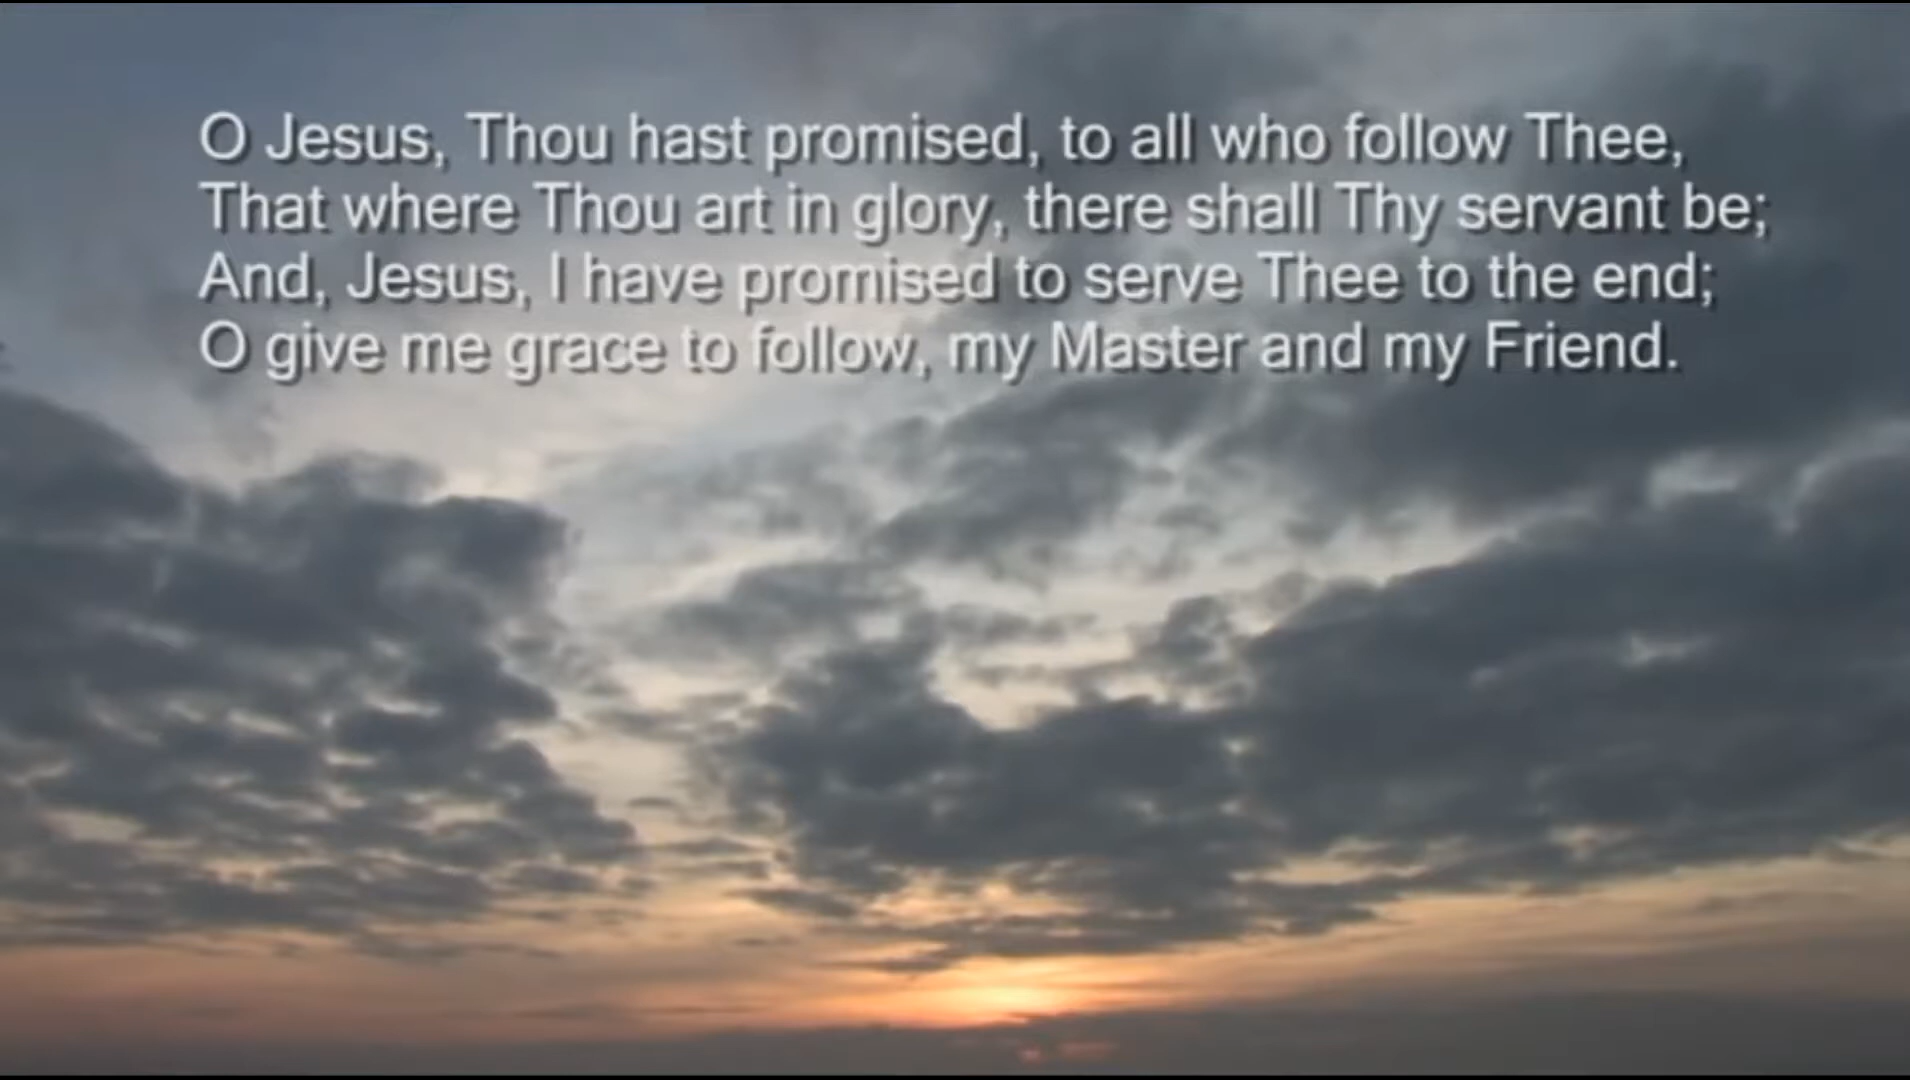 O Jesus, Thou hast promised, to all who follow Thee,
That where Thou art in glory, there shall Thy servant be;
And, Jesus, I have promised to serve Thee to the end;
O give me grace to follow, my Master and my Friend.